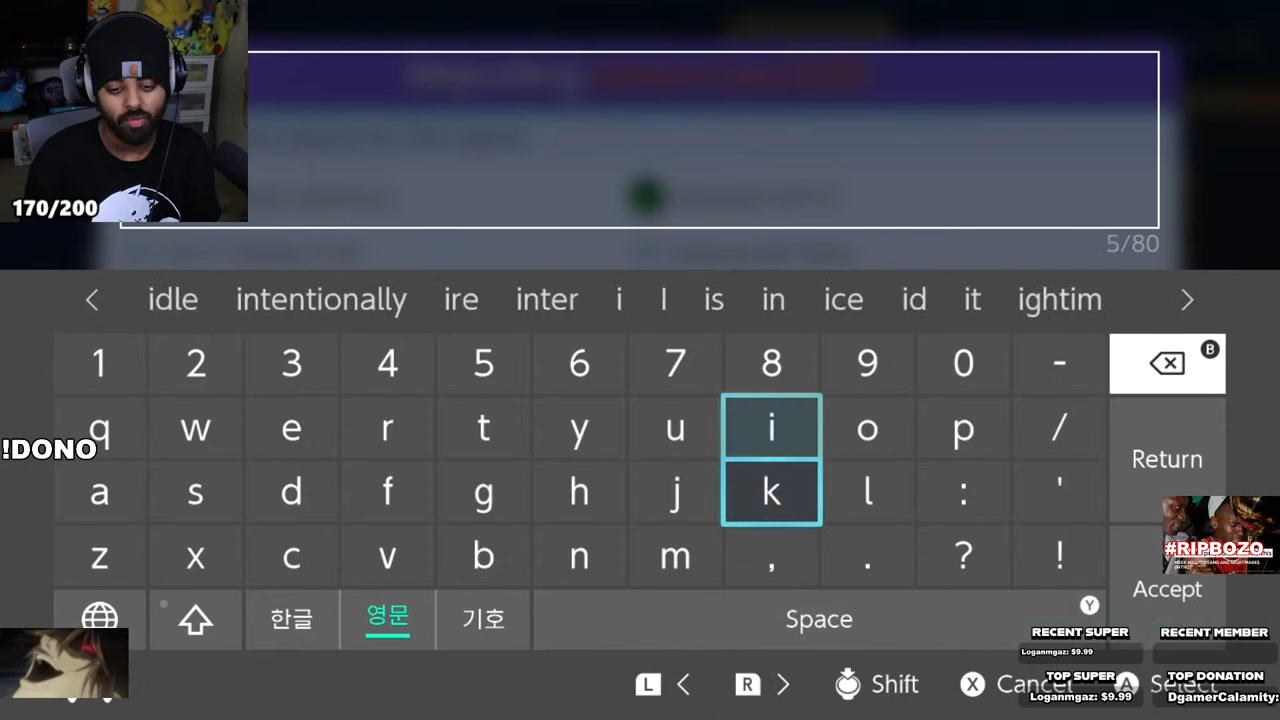 170/200
5/80
idle intentionally ire inter i I is in ice id it ightim
1 2 3 4 5 6 7 8 9 0 -
B
q w e r t y u i o p /
!DONO
Return
a s d f g h j k l : '
#RIPBOZO
z x c v b n m , . ? !
Accept
한글 영문 기호 Space Y
RECENT SUPER
Loganmgaz: $9.99
RECENT MEMBER
L R Shift X Cancel A Select
TOP SUPER
Loganmgaz: $9.99
TOP DONATION
DgamerCalamity: